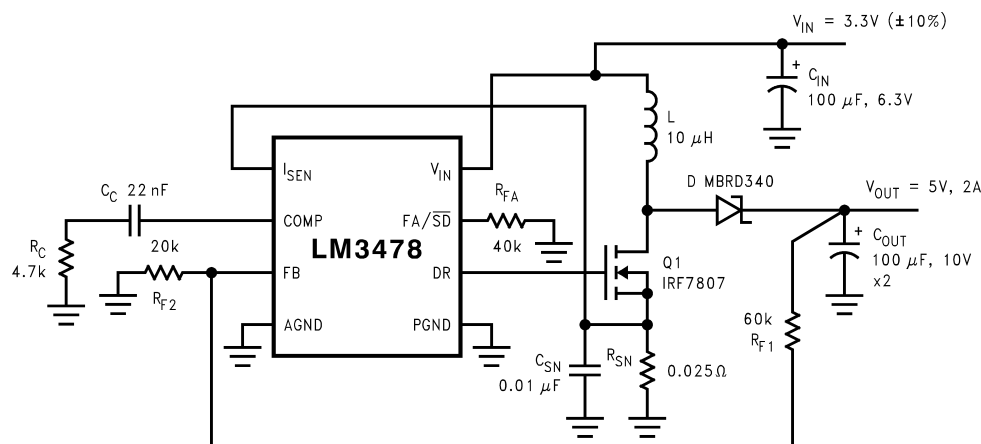 V_IN = 3.3V (±10%)
+
C_IN
100 μF, 6.3V
L
10 μH
I_SEN
V_IN
D MBRD340
V_OUT = 5V, 2A
C_C 22 nF
R_FA
COMP
FA/S̅D̅
+
C_OUT
R_C
20k
LM3478
40k
100 μF, 10V
4.7k
Q1
x2
FB
DR
IRF7807
R_F2
60k
AGND
PGND
R_F1
C_SN
R_SN
0.01 μF
0.025Ω